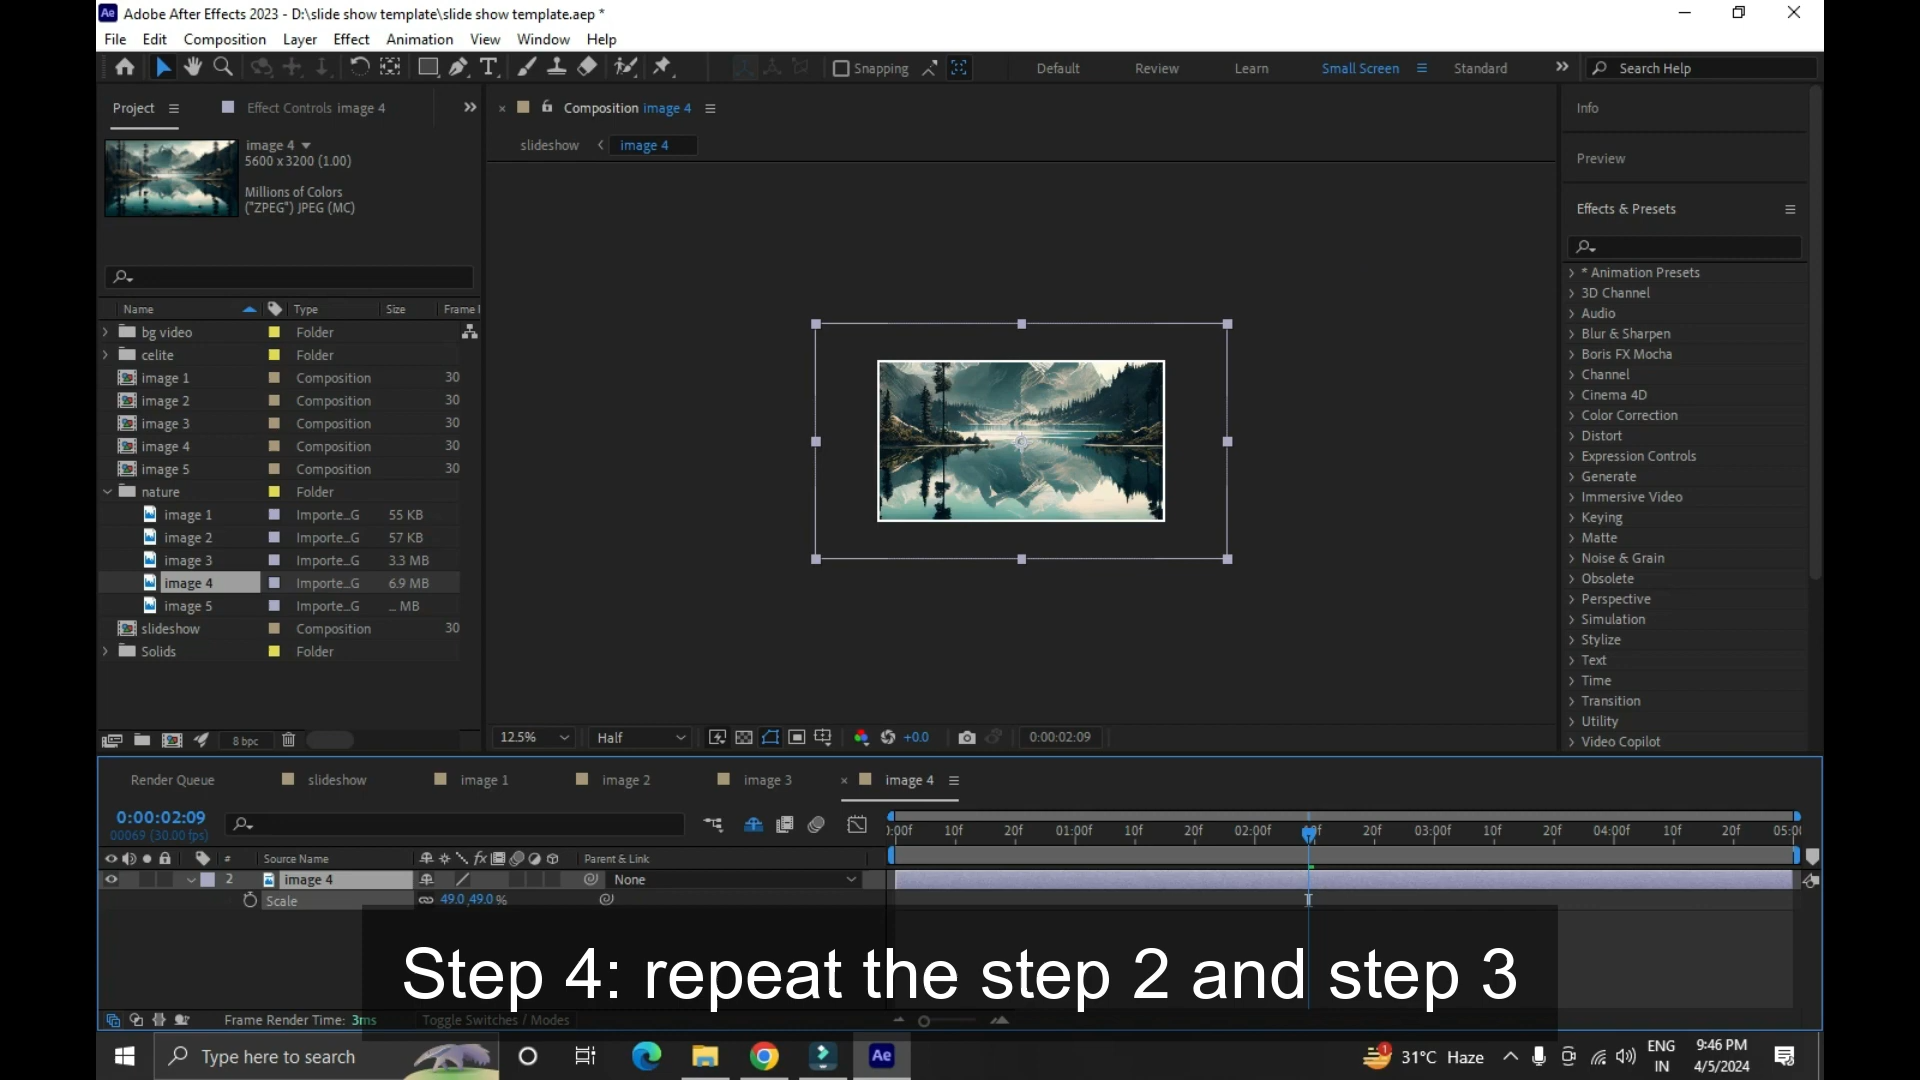 Ae Adobe After Effects 2023 - D:\slide show template\slide show template.aep *
File Edit Composition Layer Effect Animation View Window Help
Snapping Default Review Learn Small Screen Standard Search Help
Project Effect Controls image 4
Composition image 4
Info
image 4
5600 x 3200 (1.00)
Millions of Colors
("ZPEG") JPEG (MC)
slideshow image 4
Preview
Effects & Presets
* Animation Presets
3D Channel
Audio
Blur & Sharpen
Boris FX Mocha
Channel
Cinema 4D
Color Correction
Distort
Expression Controls
Generate
Immersive Video
Keying
Matte
Noise & Grain
Obsolete
Perspective
Simulation
Stylize
Text
Time
Transition
Utility
Video Copilot
Name Type Size Frame
bg video Folder
celite Folder
image 1 Composition 30
image 2 Composition 30
image 3 Composition 30
image 4 Composition 30
image 5 Composition 30
nature Folder
image 1 Importe...G 55 KB
image 2 Importe...G 57 KB
image 3 Importe...G 3.3 MB
image 4 Importe...G 6.9 MB
image 5 Importe...G ... MB
slideshow Composition 30
Solids Folder
8 bpc
12.5% Half +0.0 0:00:02:09
Render Queue slideshow image 1 image 2 image 3 image 4
0:00:02:09
00069 (30.00 fps)
:00f 10f 20f 01:00f 10f 20f 02:00f 20f 03:00f 10f 20f 04:00f 10f 20f 05:0
# Source Name fx Parent & Link
2 image 4 None
Scale 49.0,49.0 %
Step 4: repeat the step 2 and step 3
Frame Render Time: 3ms Toggle Switches / Modes
Type here to search
Ae
1
31°C Haze
ENG
IN
9:46 PM
4/5/2024